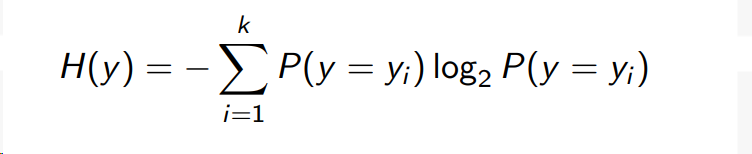 H(y) = − ∑_{i=1}^{k} P(y = y_i) log_2 P(y = y_i)